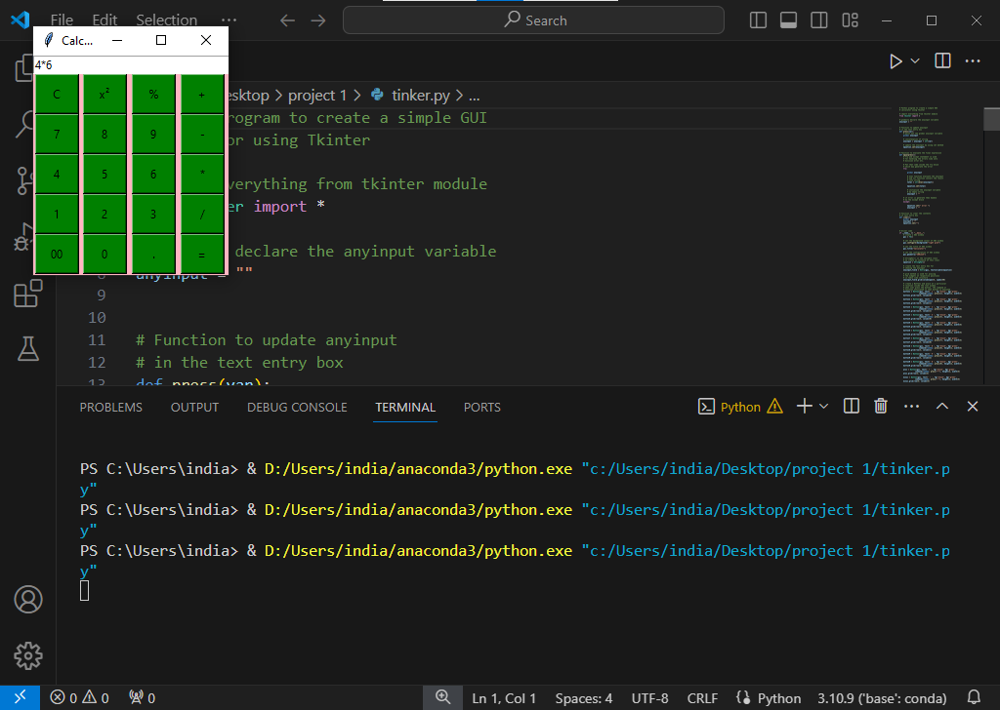 File Edit Selection ···
Search
Calc...
4*6
C x² % +
7 8 9 -
4 5 6 *
1 2 3 /
00 0 . =
esktop > project 1 > tinker.py > ...
rogram to create a simple GUI
or using Tkinter
verything from tkinter module
er import *
declare the anyinput variable
8 anyinput = ""
9
10
11 # Function to update anyinput
12 # in the text entry box
13 def press(van):
PROBLEMS OUTPUT DEBUG CONSOLE TERMINAL PORTS
Python
PS C:\Users\india> & D:/Users/india/anaconda3/python.exe "c:/Users/india/Desktop/project 1/tinker.p
y"
PS C:\Users\india> & D:/Users/india/anaconda3/python.exe "c:/Users/india/Desktop/project 1/tinker.p
y"
PS C:\Users\india> & D:/Users/india/anaconda3/python.exe "c:/Users/india/Desktop/project 1/tinker.p
y"
0 0 0 Ln 1, Col 1 Spaces: 4 UTF-8 CRLF Python 3.10.9 ('base': conda)